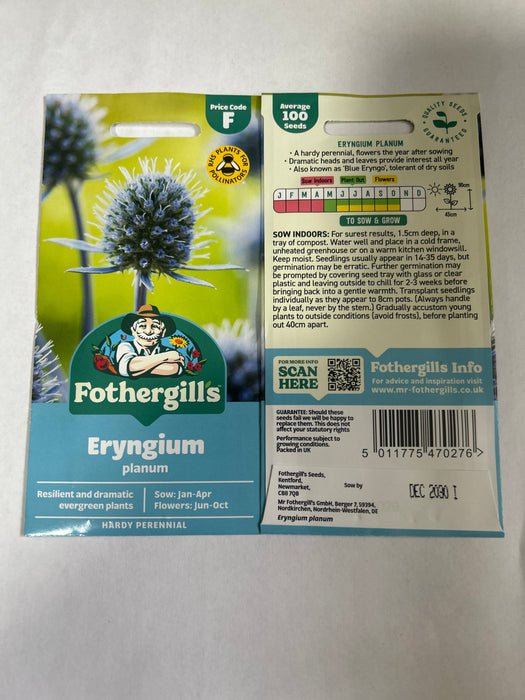 Price Code
F
RHS PLANTS FOR POLLINATORS
Fothergill's
Eryngium
planum
Resilient and dramatic
evergreen plants
Sow: Jan-Apr
Flowers: Jun-Oct
HARDY PERENNIAL
Average
100
Seeds
QUALITY SEEDS
GUARANTEED
ERYNGIUM PLANUM
• A hardy perennial, flowers the year after sowing
• Dramatic heads and leaves provide interest all year
• Also known as 'Blue Eryngo', tolerant of dry soils
Sow Indoors Plant Out Flowers
J F M A M J J A S O N D
90cm
45cm
TO SOW & GROW
SOW INDOORS: For surest results, 1.5cm deep, in a
tray of compost. Water well and place in a cold frame,
unheated greenhouse or on a warm kitchen windowsill.
Keep moist. Seedlings usually appear in 14-35 days, but
germination may be erratic. Further germination may
be prompted by covering seed tray with glass or clear
plastic and leaving outside to chill for 2-3 weeks before
bringing back into a gentle warmth. Transplant seedlings
individually as they appear to 8cm pots. (Always handle
by a leaf, never by the stem.) Gradually accustom young
plants to outside conditions (avoid frosts), before planting
out 40cm apart.
FOR MORE INFO
SCAN
HERE
Fothergills Info
For advice and inspiration visit
www.mr-fothergills.co.uk
GUARANTEE: Should these
seeds fail we will be happy to
replace them. This does not
affect your statutory rights
Performance subject to
growing conditions.
Packed in UK
5 011775 470276 >
Fothergill's Seeds,
Kentford,
Newmarket,
CB8 7QB
Sow by
DEC 2030 I
Mr Fothergill's GmbH, Berger 7, 59394,
Nordkirchen, Nordrhein-Westfalen, DE
Eryngium planum